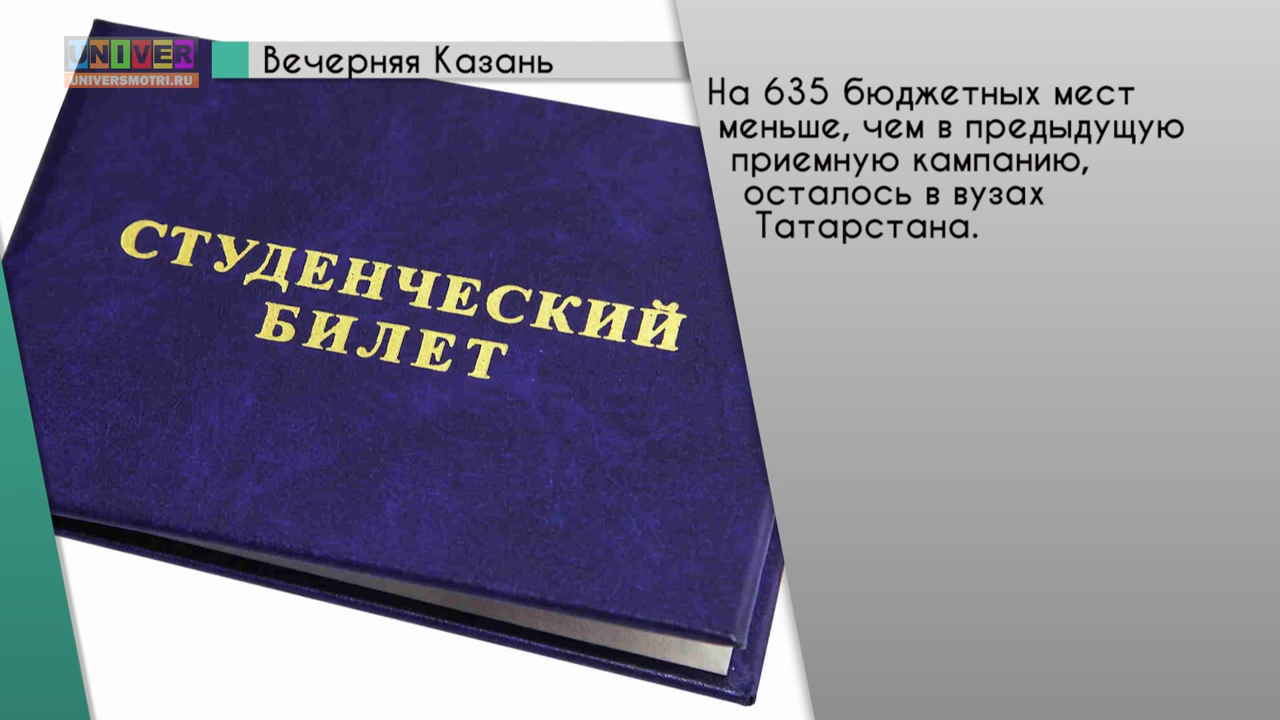 UNIVER
UNIVERSMOTRI.RU
Вечерняя Казань
На 635 бюджетных мест
меньше, чем в предыдущую
приемную кампанию,
осталось в вузах
Татарстана.
СТУДЕНЧЕСКИЙ
БИЛЕТ